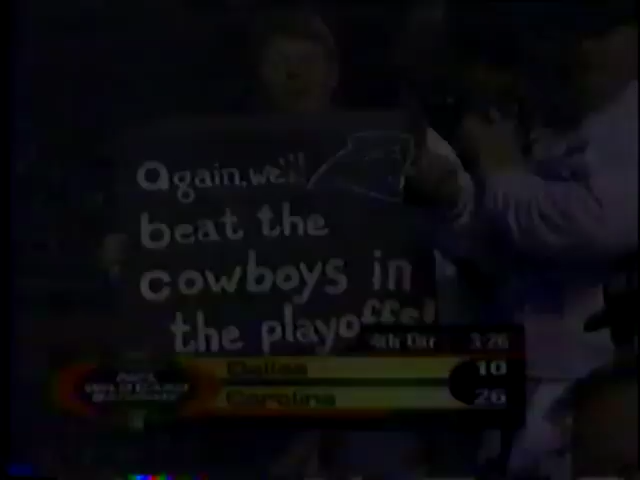 Again, we'll
beat the
cowboys in
the playoffs!
4th Qtr 3:26
Dallas 10
Carolina 26